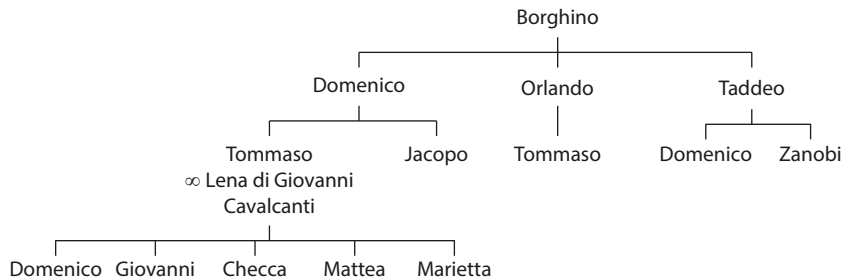 Borghino
Domenico Orlando Taddeo
Tommaso Jacopo Tommaso Domenico Zanobi
∞ Lena di Giovanni
Cavalcanti
Domenico Giovanni Checca Mattea Marietta